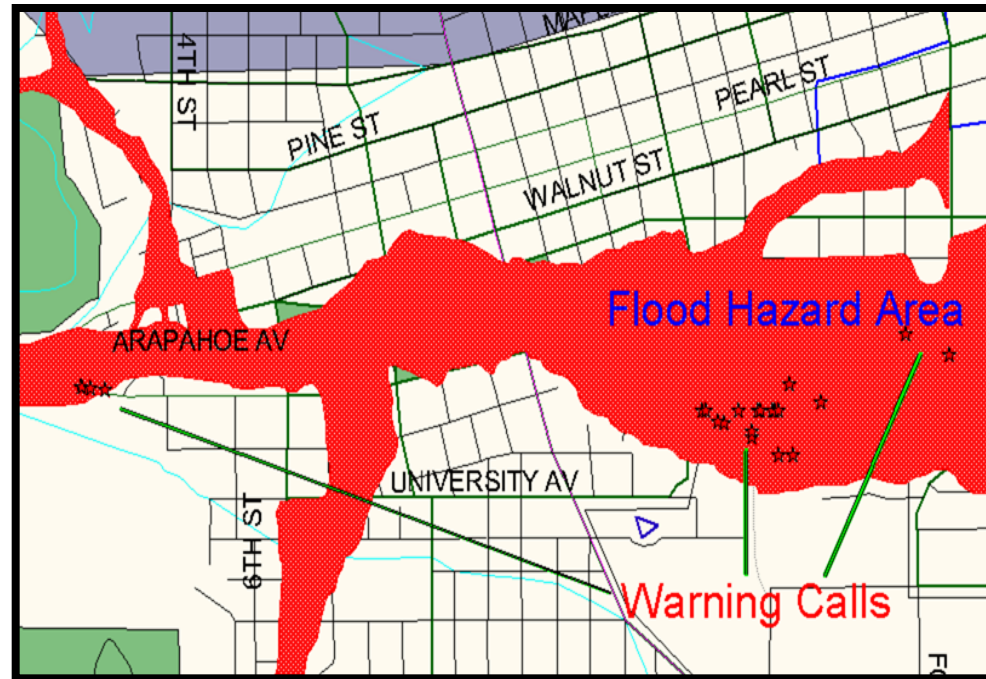 4TH ST
PINE ST
PEARL ST
WALNUT ST
Flood Hazard Area
ARAPAHOE AV
UNIVERSITY AV
6TH ST
Warning Calls